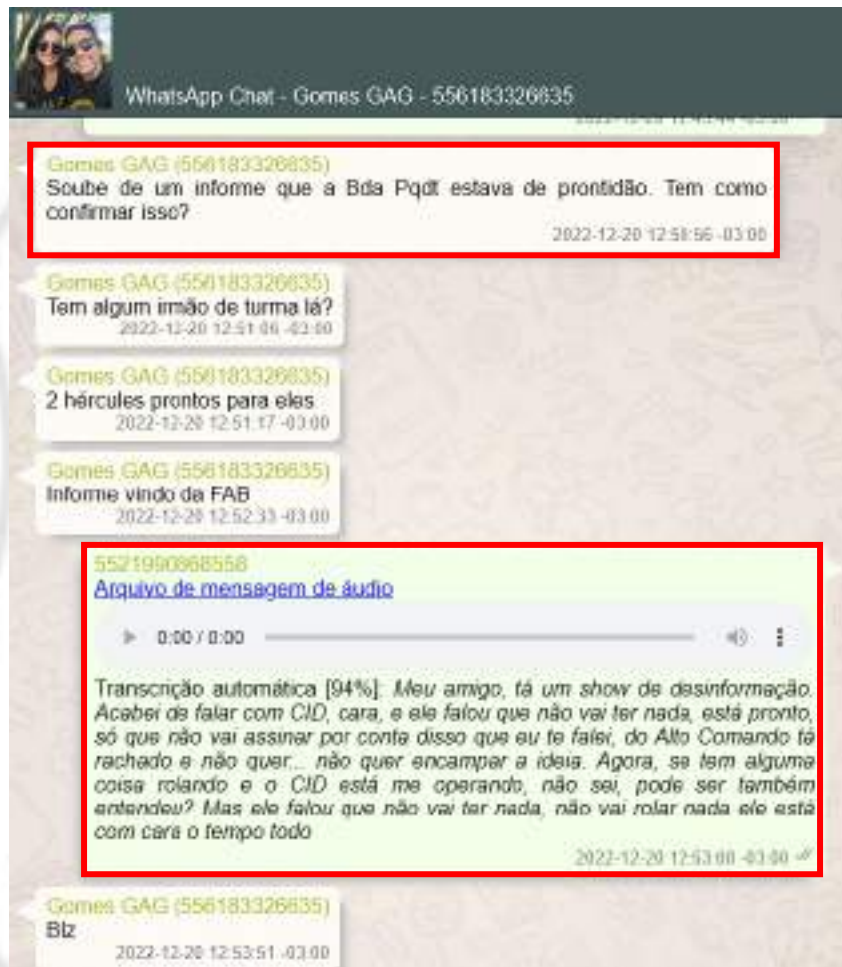 WhatsApp Chat - Gomes GAG - 556183326635
Gomes GAG (556183326635)
Soube de um informe que a Bda Pqdt estava de prontidão. Tem como
confirmar isso?
2022-12-20 12:50:56 -03:00
Gomes GAG (556183326635)
Tem algum irmão de turma lá?
2022-12-20 12:51:06 -03:00
Gomes GAG (556183326635)
2 hércules prontos para eles
2022-12-20 12:51:17 -03:00
Gomes GAG (556183326635)
Informe vindo da FAB
2022-12-20 12:52:33 -03:00
5521990868558
Arquivo de mensagem de áudio
0:00 / 0:00
Transcrição automática [94%]: Meu amigo, tá um show de desinformação.
Acabei de falar com CID, cara, e ele falou que não vai ter nada, está pronto,
só que não vai assinar por conta disso que eu te falei, do Alto Comando tá
rachado e não quer... não quer encampar a ideia. Agora, se tem alguma
coisa rolando e o CID está me operando, não sei, pode ser também
entendeu? Mas ele falou que não vai ter nada, não vai rolar nada ele está
com cara o tempo todo
2022-12-20 12:53:00 -03:00
Gomes GAG (556183326635)
Blz
2022-12-20 12:53:51 -03:00